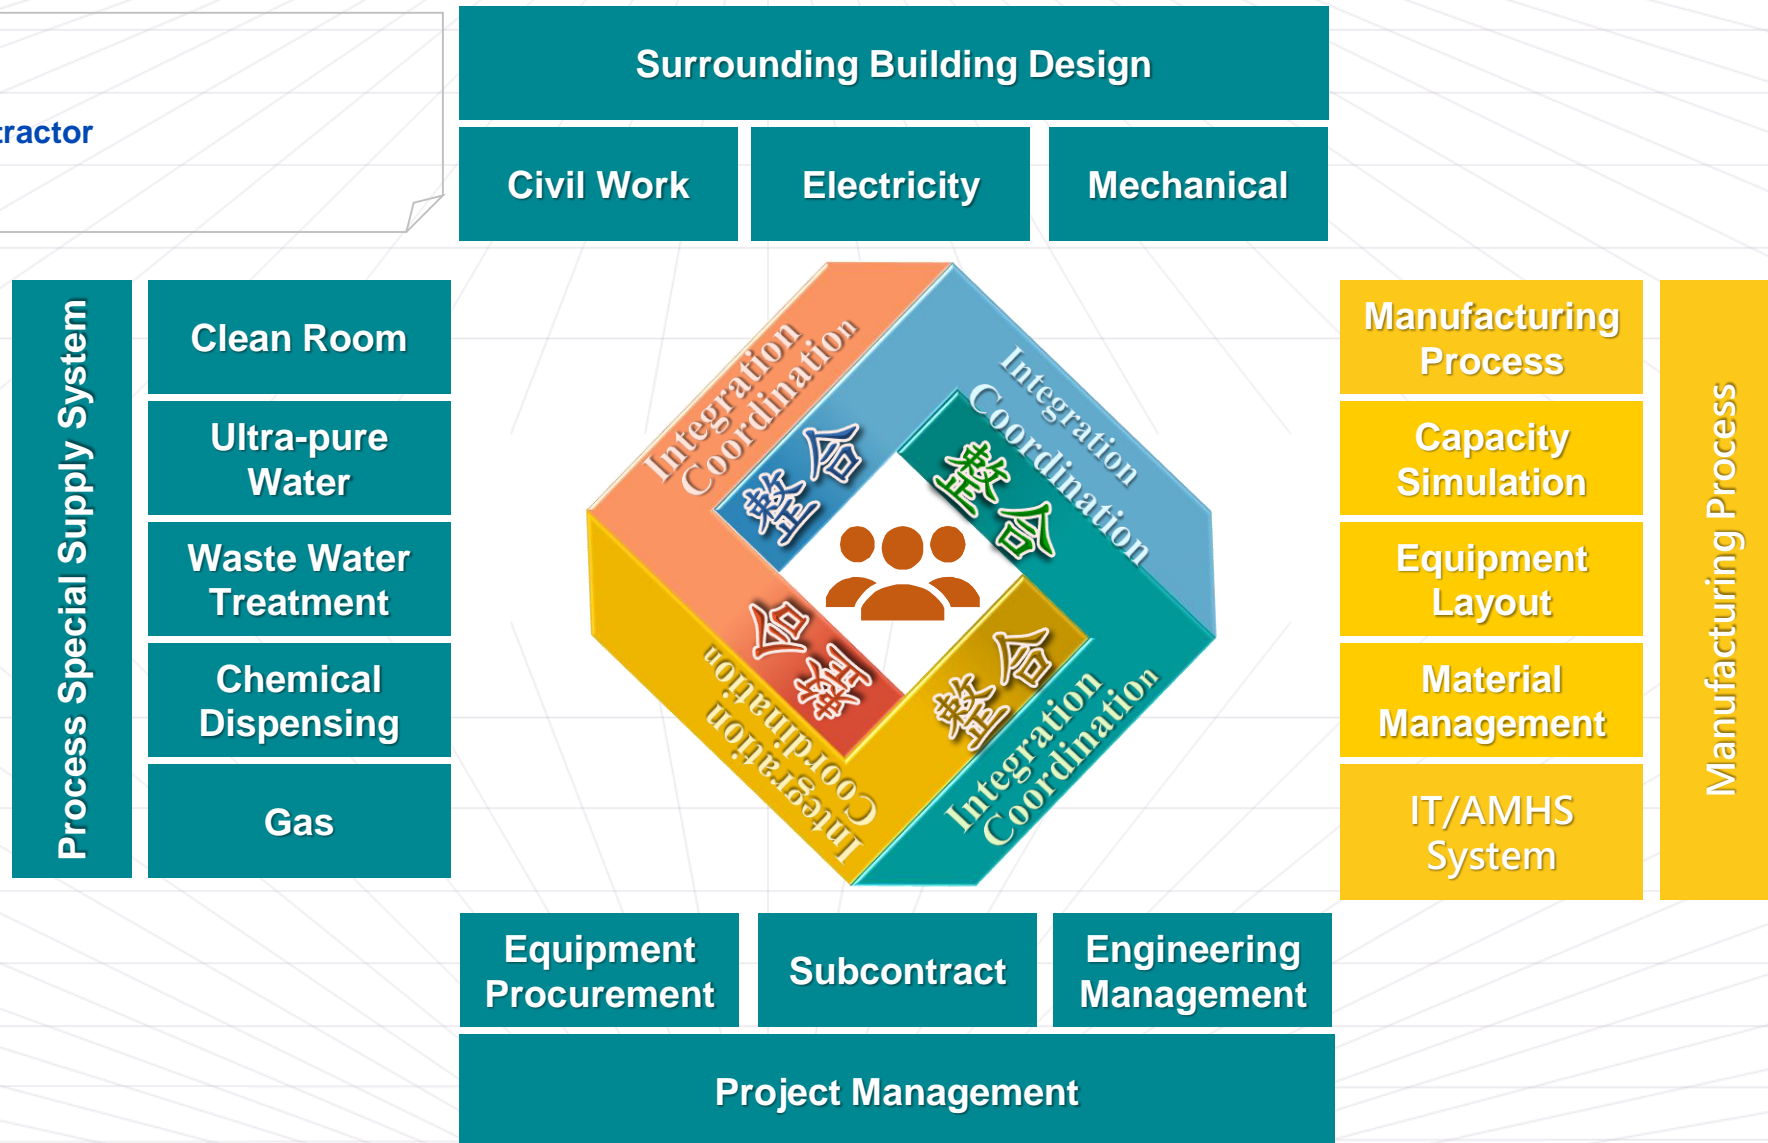 Surrounding Building Design
tractor
Civil Work
Electricity
Mechanical
Process Special Supply System
Clean Room
Ultra-pure
Water
Waste Water
Treatment
Chemical
Dispensing
Gas
Integration
Coordination
整合
Integration
Coordination
整合
Integration
Coordination
整合
Integration
Coordination
整合
Manufacturing
Process
Capacity
Simulation
Equipment
Layout
Material
Management
IT/AMHS
System
Manufacturing Process
Equipment
Procurement
Subcontract
Engineering
Management
Project Management